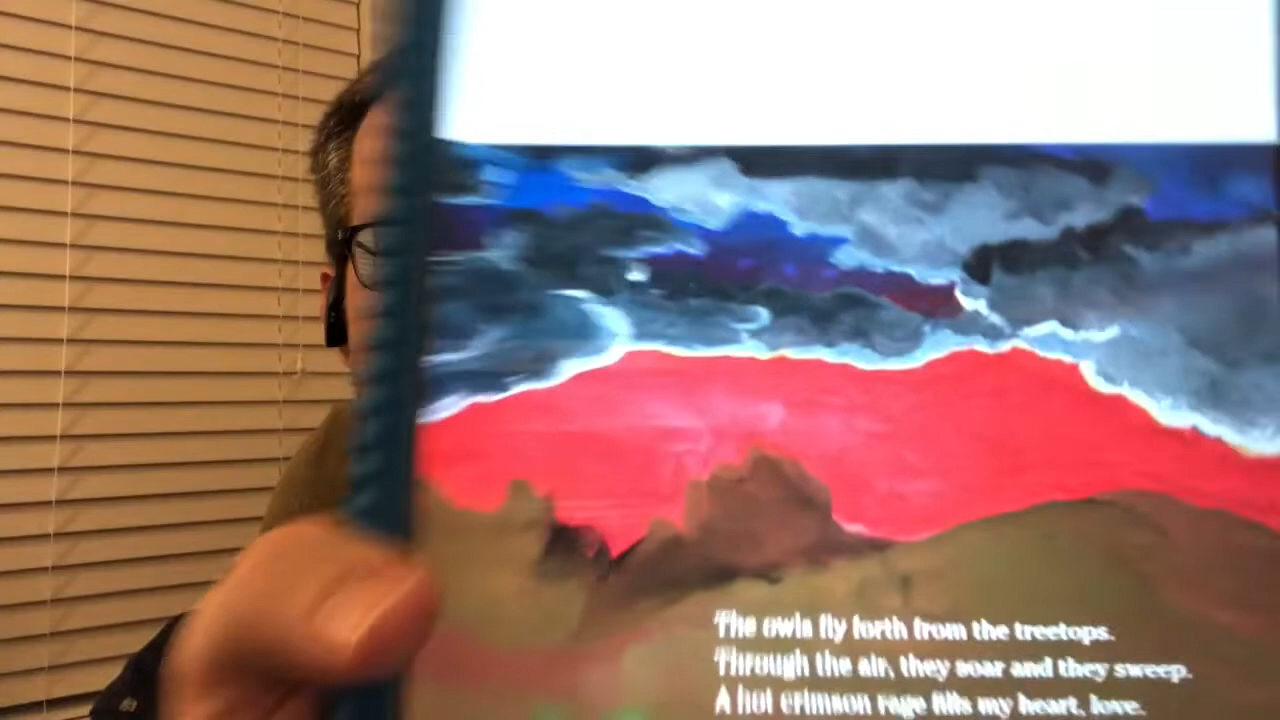 The owls fly forth from the treetops.
Through the air, they soar and they sweep.
A hot crimson rage fills my heart, love.